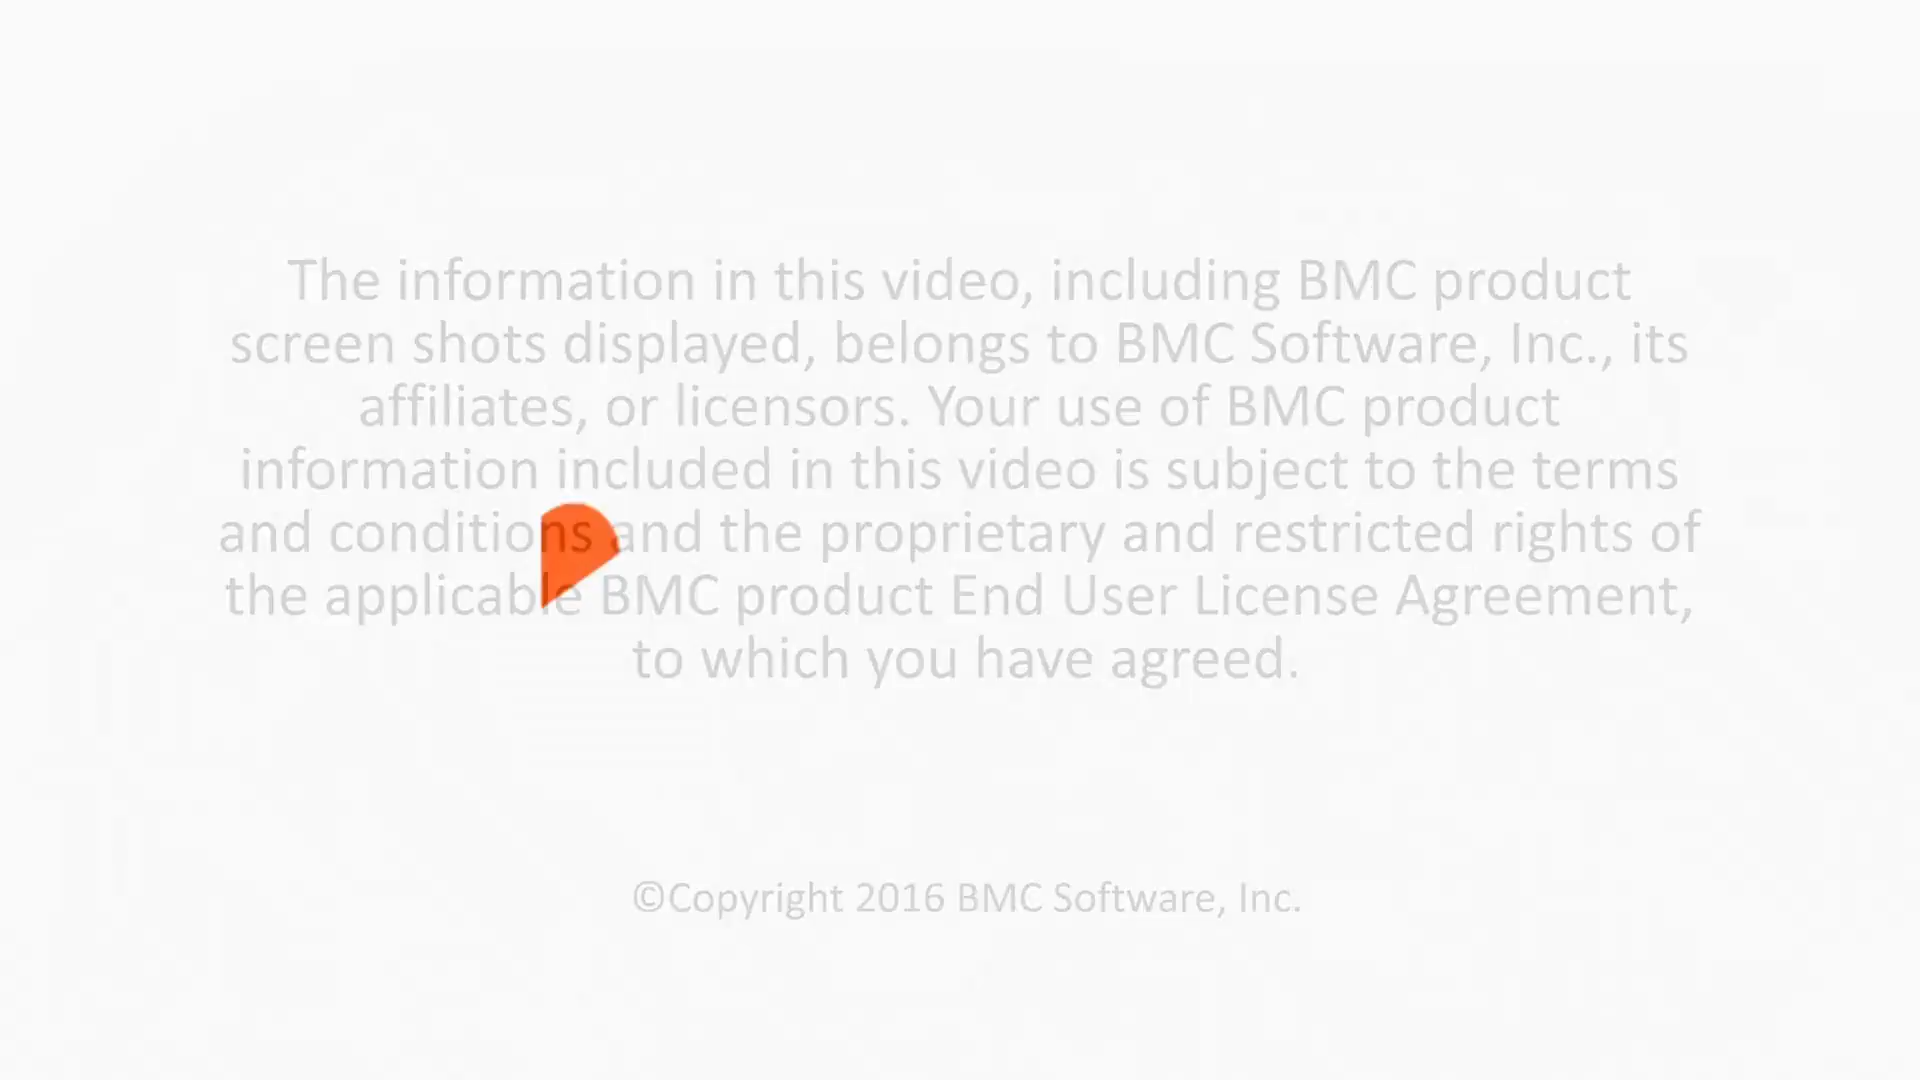 The information in this video, including BMC product
screen shots displayed, belongs to BMC Software, Inc., its
affiliates, or licensors. Your use of BMC product
information included in this video is subject to the terms
and conditions and the proprietary and restricted rights of
the applicable BMC product End User License Agreement,
to which you have agreed.
©Copyright 2016 BMC Software, Inc.